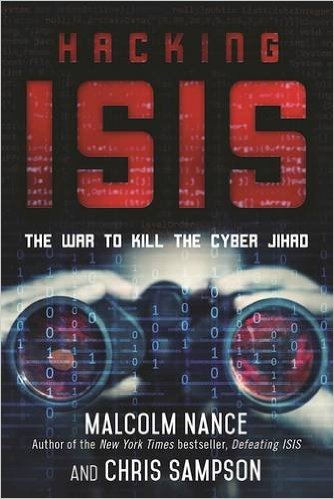 HACKING
ISIS
THE WAR TO KILL THE CYBER JIHAD
MALCOLM NANCE
Author of the New York Times bestseller, Defeating ISIS
AND CHRIS SAMPSON